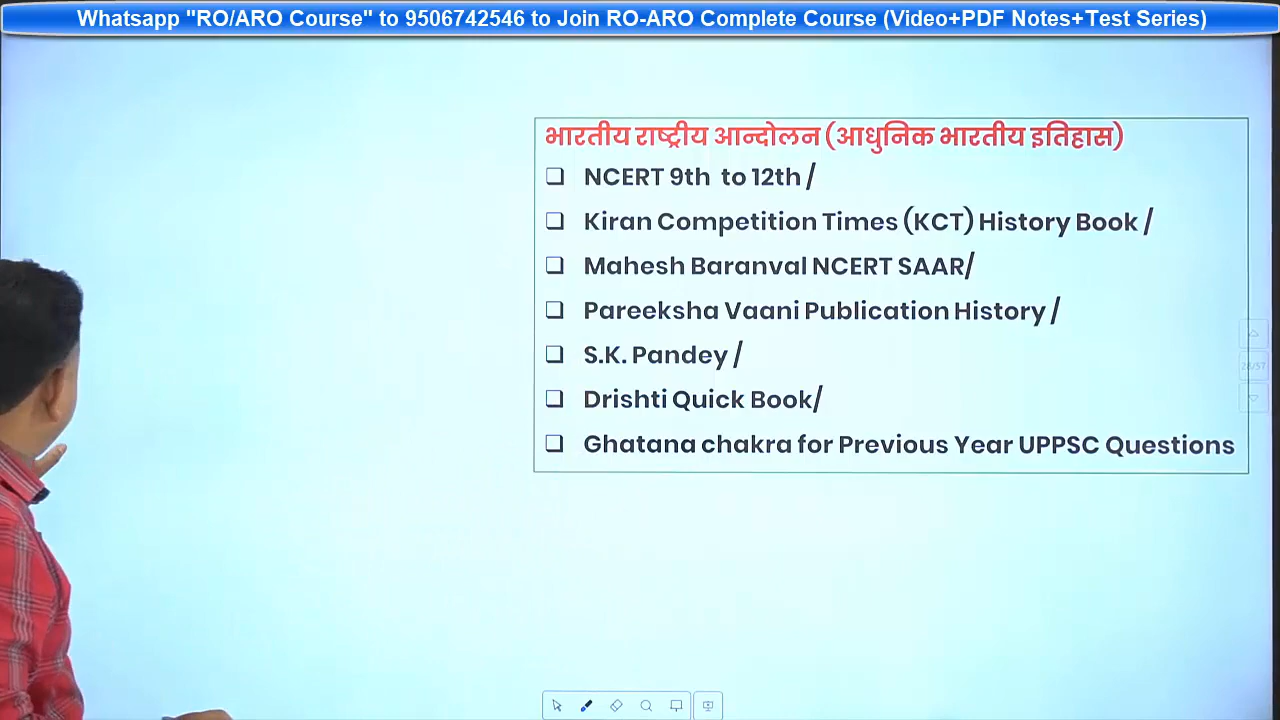 Whatsapp "RO/ARO Course" to 9506742546 to Join RO-ARO Complete Course (Video+PDF Notes+Test Series)
भारतीय राष्ट्रीय आन्दोलन (आधुनिक भारतीय इतिहास)
❑ NCERT 9th to 12th /
❑ Kiran Competition Times (KCT) History Book /
❑ Mahesh Baranval NCERT SAAR/
❑ Pareeksha Vaani Publication History /
❑ S.K. Pandey /
❑ Drishti Quick Book/
❑ Ghatana chakra for Previous Year UPPSC Questions